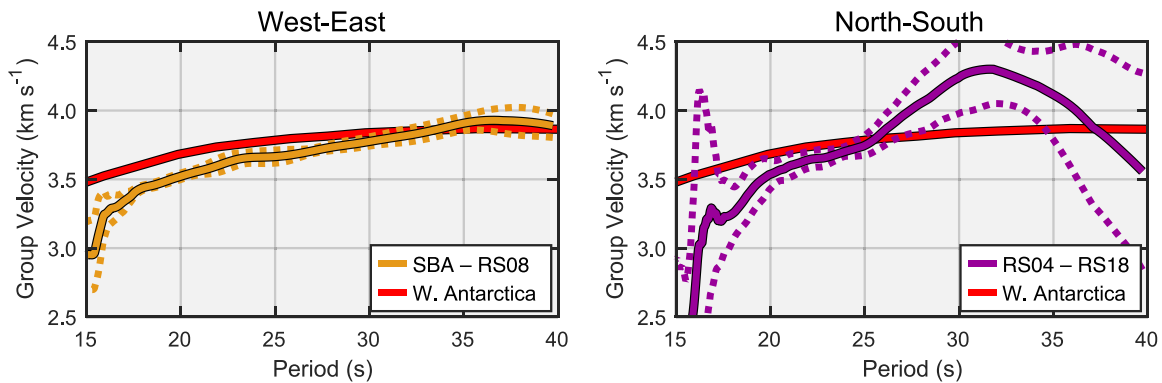 West-East
4.5
4.0
3.5
3.0
2.5
Group Velocity (km s⁻¹)
SBA – RS08
W. Antarctica
15 20 25 30 35 40
Period (s)
North-South
4.5
4.0
3.5
3.0
2.5
Group Velocity (km s⁻¹)
RS04 – RS18
W. Antarctica
15 20 25 30 35 40
Period (s)